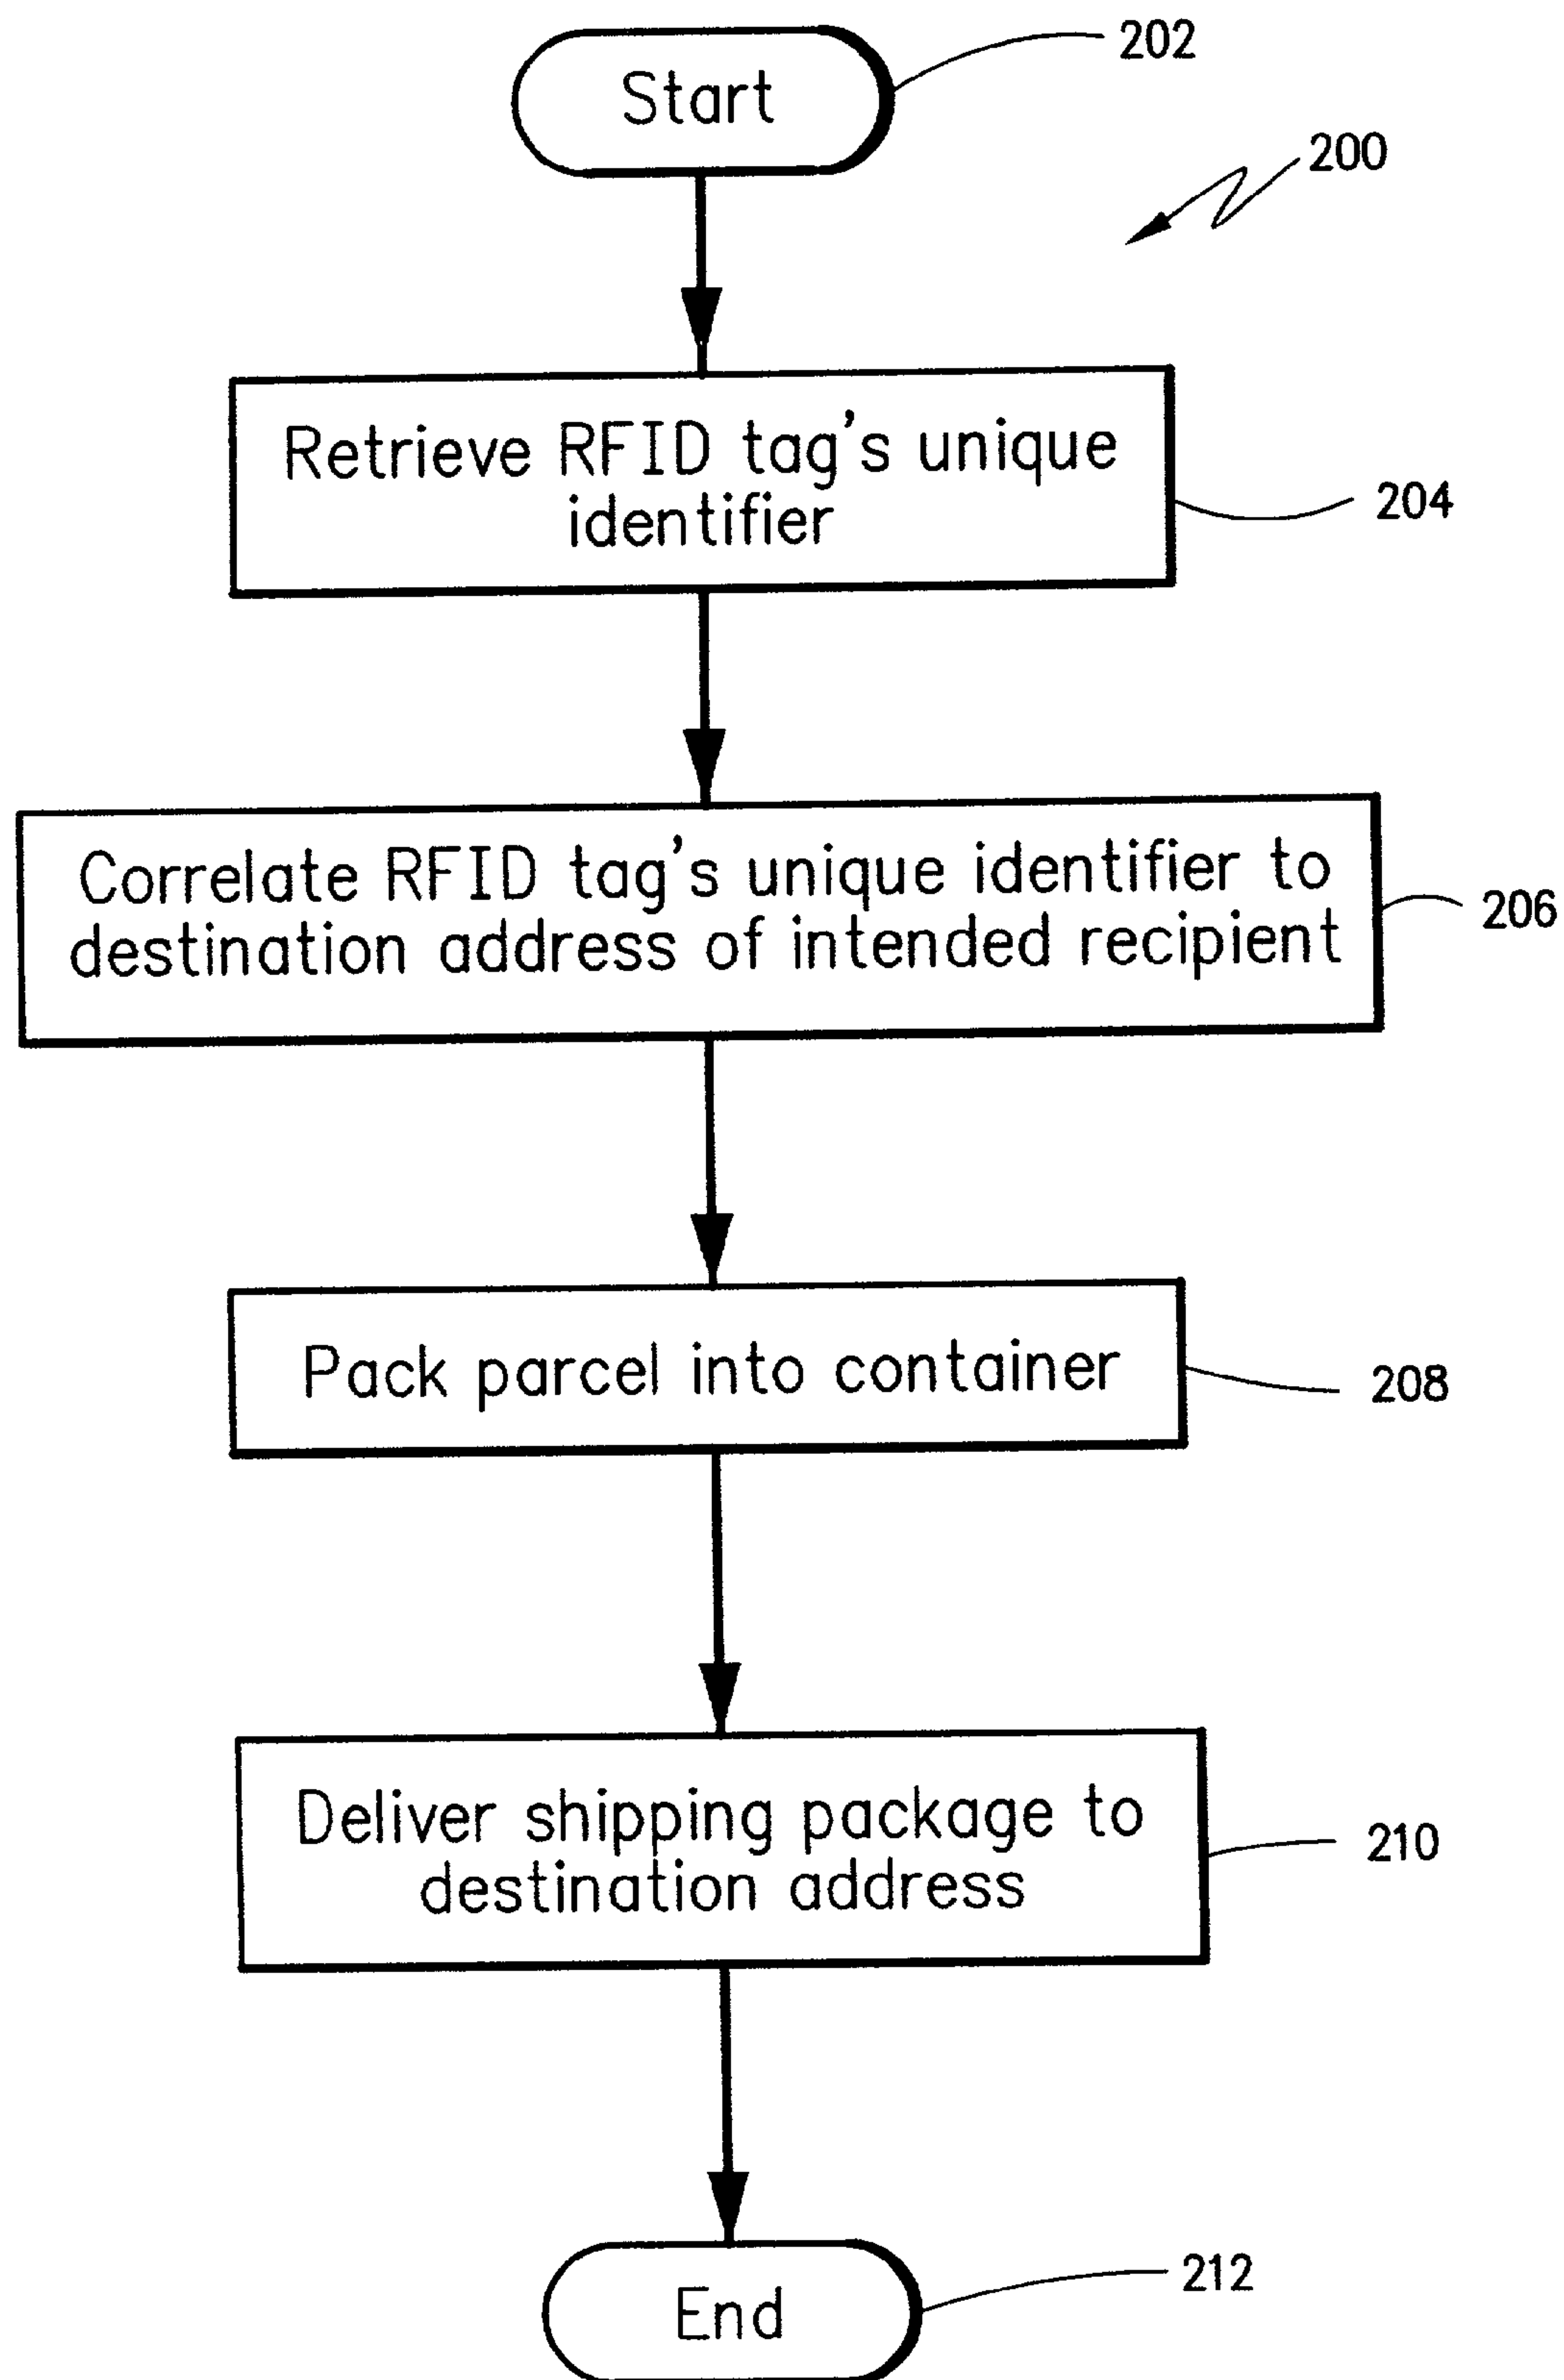 Start
202
200
Retrieve RFID tag's unique
identifier
204
Correlate RFID tag's unique identifier to
destination address of intended recipient
206
Pack parcel into container
208
Deliver shipping package to
destination address
210
End
212